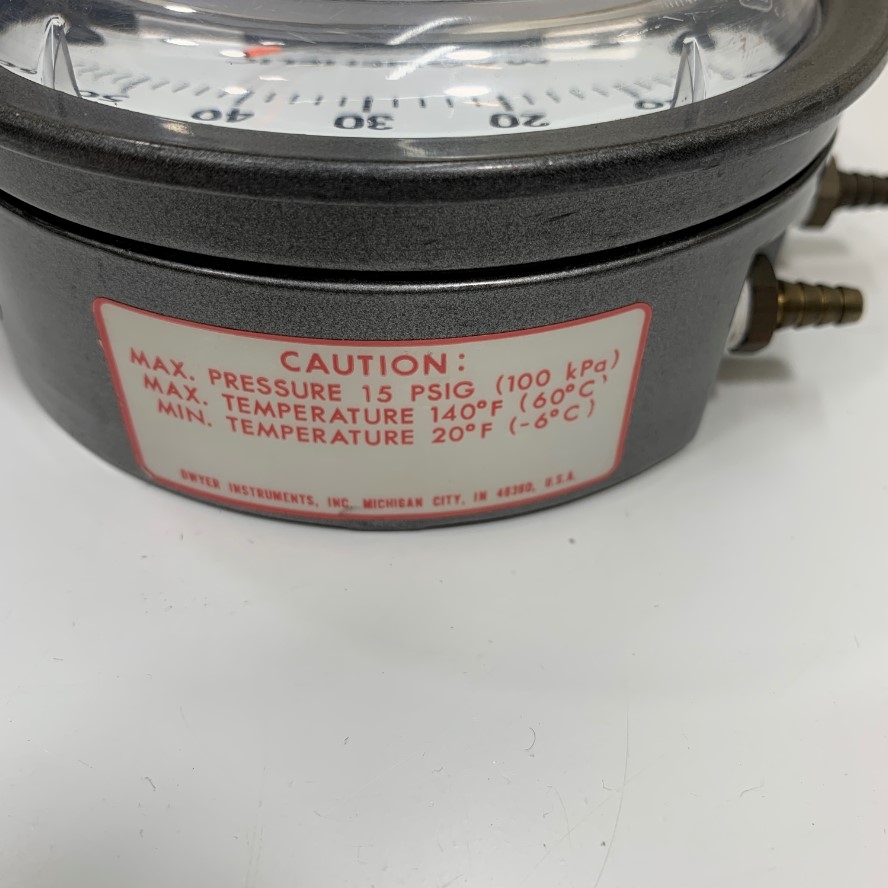 50 40 30 20
CAUTION:
MAX. PRESSURE 15 PSIG (100 kPa)
MAX. TEMPERATURE 140°F (60°C)
MIN. TEMPERATURE 20°F (-6°C)
DWYER INSTRUMENTS, INC. MICHIGAN CITY, IN 46360, U.S.A.